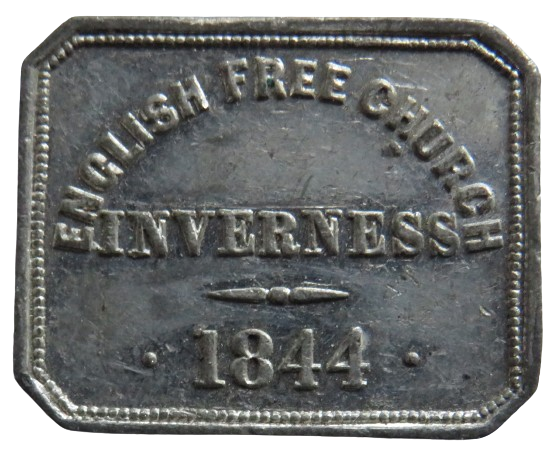 ENGLISH FREE CHURCH
INVERNESS
· 1844 ·